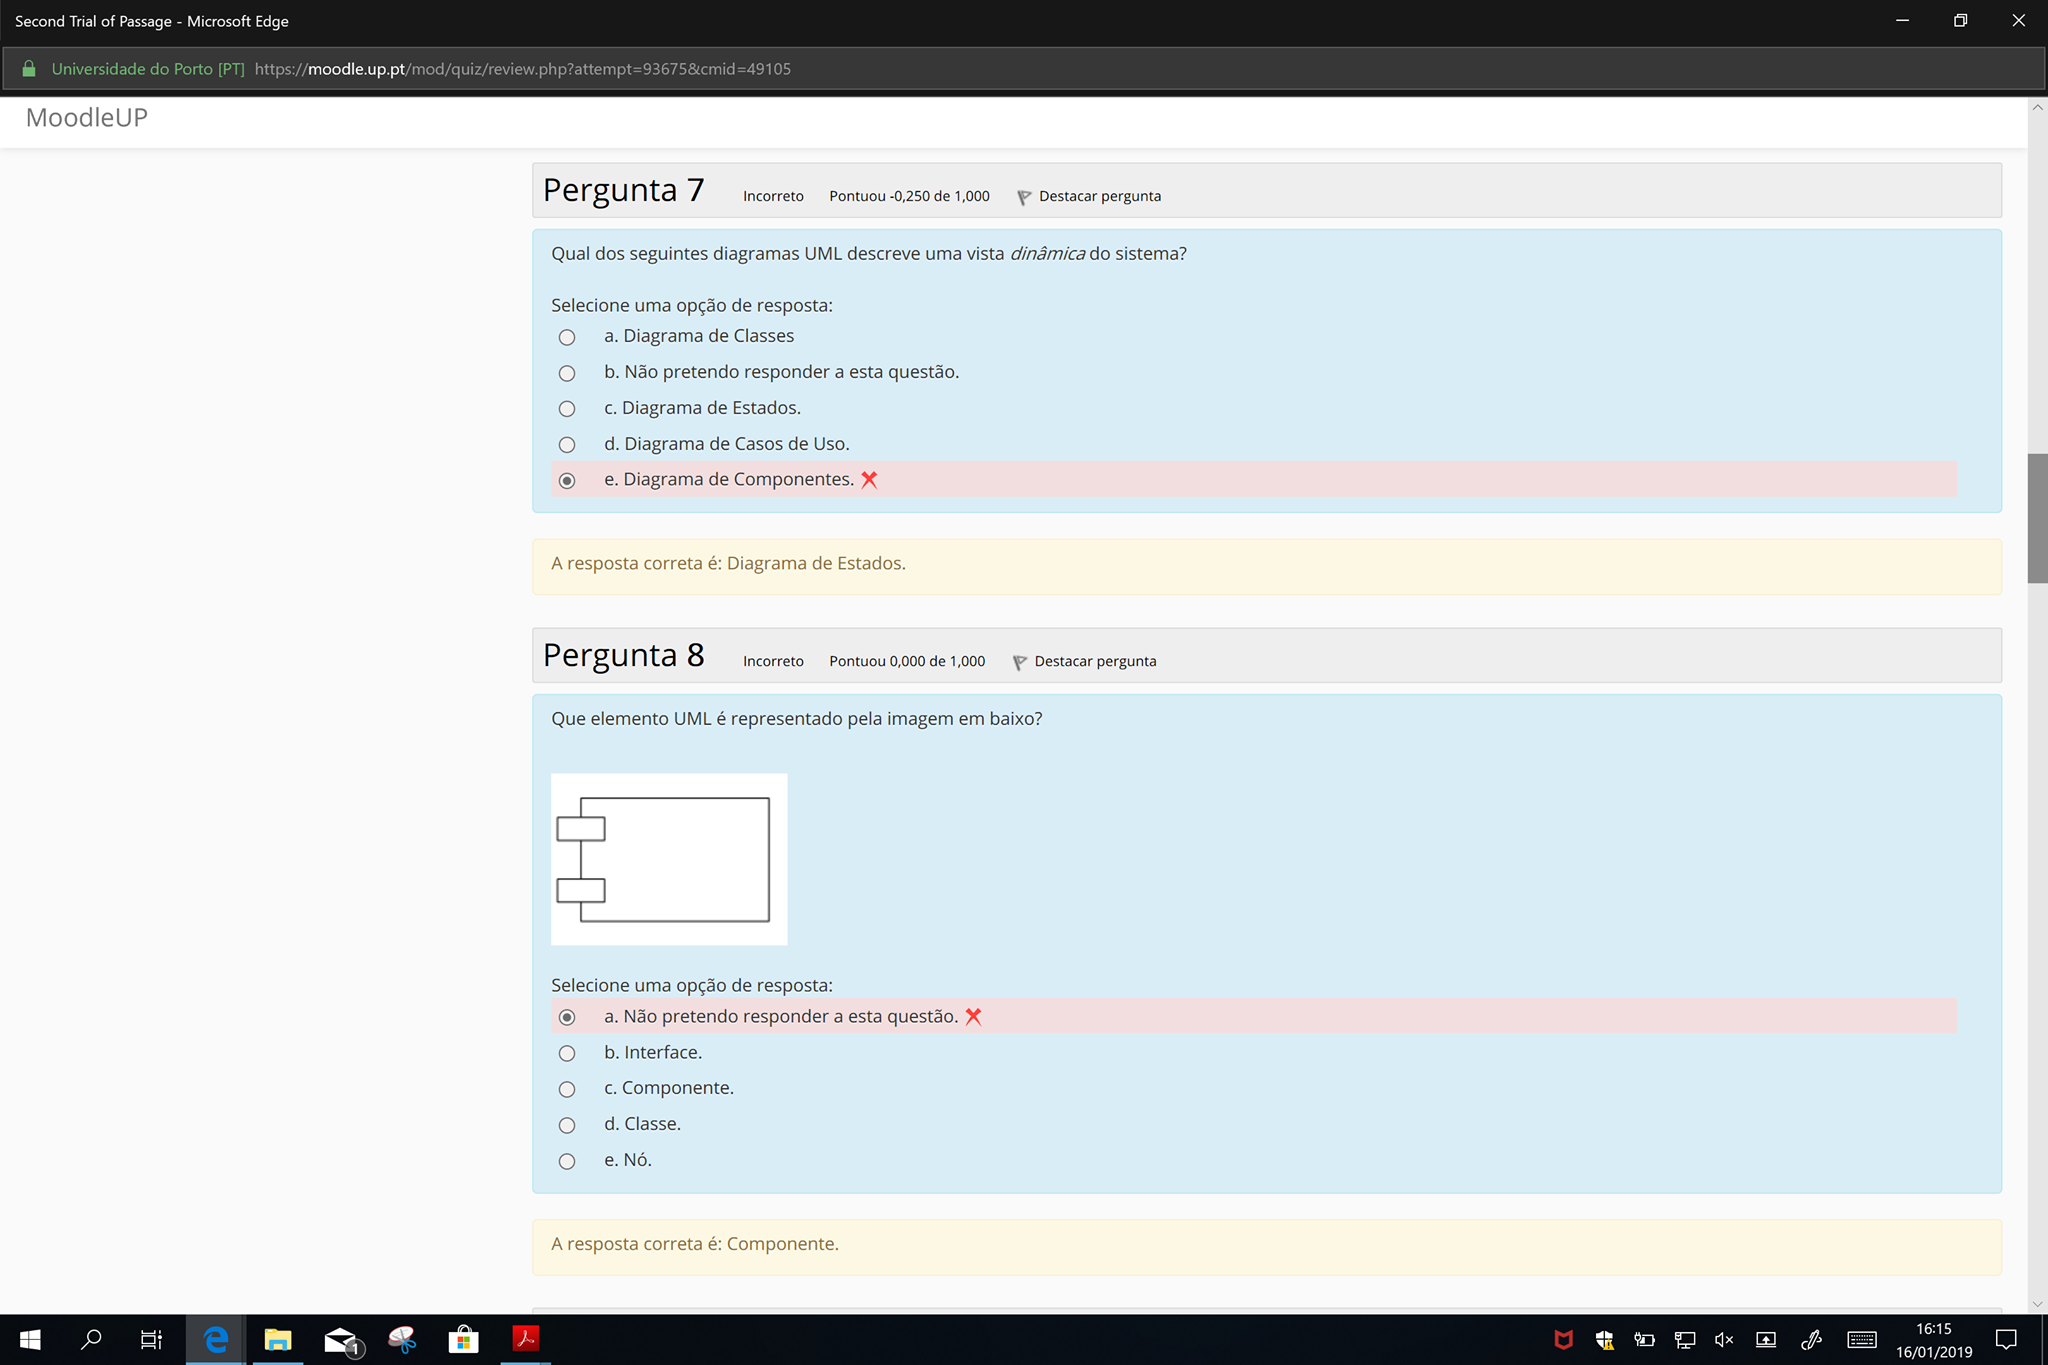 Second Trial of Passage - Microsoft Edge
Universidade do Porto [PT] https://moodle.up.pt/mod/quiz/review.php?attempt=93675&cmid=49105
MoodleUP
Pergunta 7 Incorreto Pontuou -0,250 de 1,000 Destacar pergunta
Qual dos seguintes diagramas UML descreve uma vista dinâmica do sistema?
Selecione uma opção de resposta:
a. Diagrama de Classes
b. Não pretendo responder a esta questão.
c. Diagrama de Estados.
d. Diagrama de Casos de Uso.
e. Diagrama de Componentes.
A resposta correta é: Diagrama de Estados.
Pergunta 8 Incorreto Pontuou 0,000 de 1,000 Destacar pergunta
Que elemento UML é representado pela imagem em baixo?
Selecione uma opção de resposta:
a. Não pretendo responder a esta questão.
b. Interface.
c. Componente.
d. Classe.
e. Nó.
A resposta correta é: Componente.
1
16:15
16/01/2019